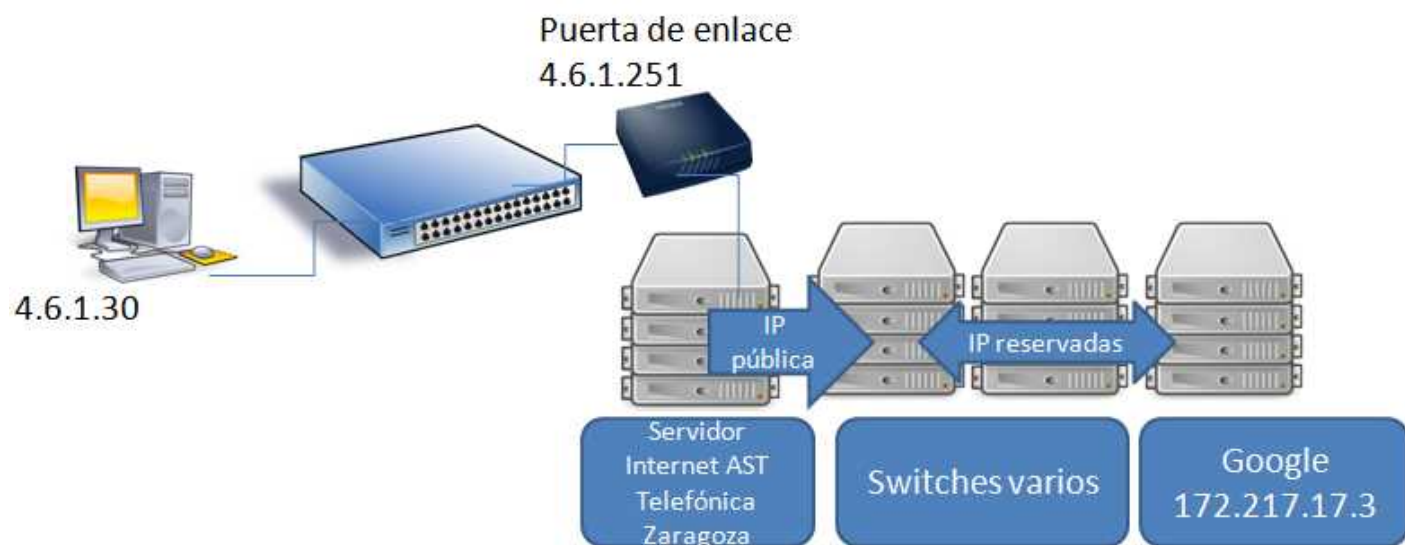 Puerta de enlace
4.6.1.251
4.6.1.30
IP
pública
IP reservadas
Servidor
Internet AST
Telefónica
Zaragoza
Switches varios
Google
172.217.17.3